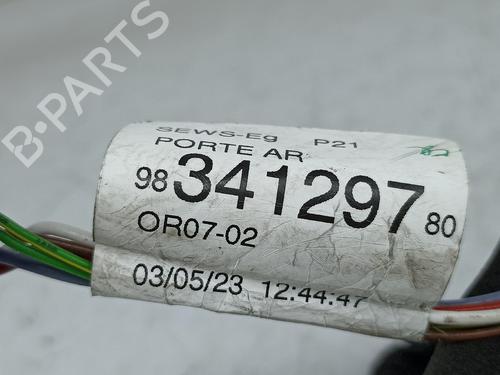 B-PARTS
SEWS-Eg P21
PORTE AR
98 341297 80
OR07-02
03/05/23 12:44:47